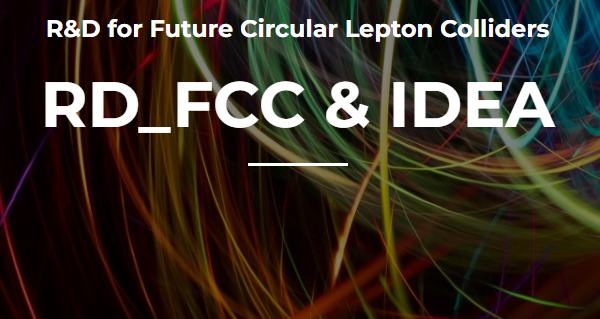 R&D for Future Circular Lepton Colliders
RD_FCC & IDEA